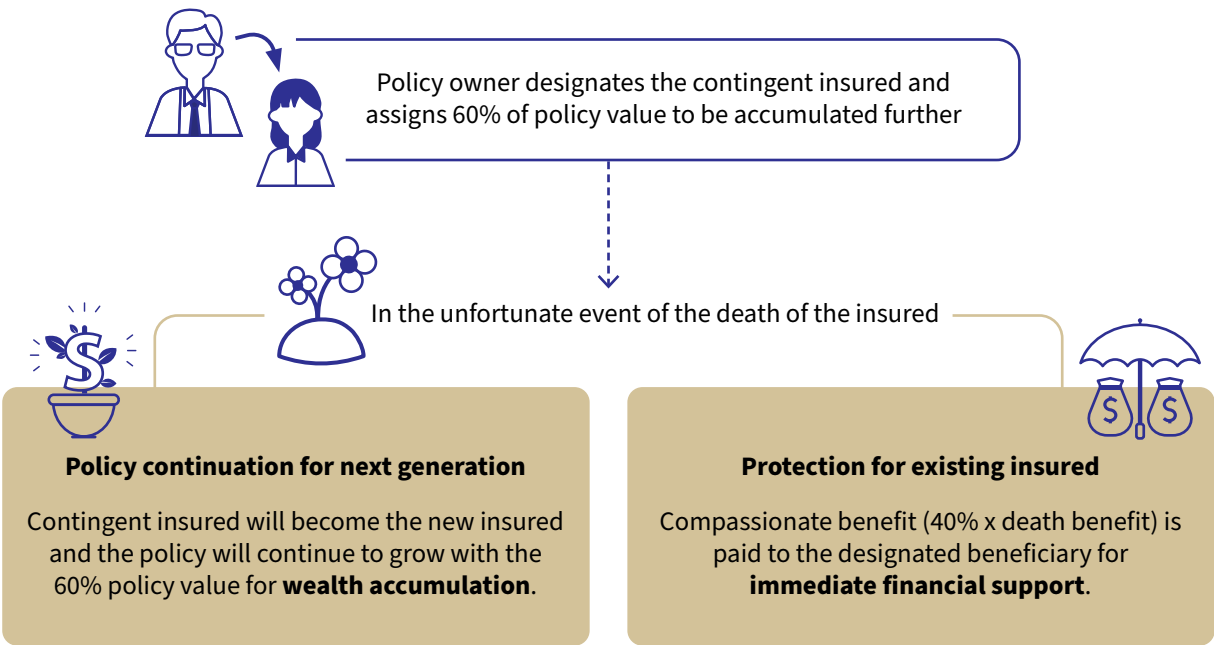 Policy owner designates the contingent insured and
assigns 60% of policy value to be accumulated further
In the unfortunate event of the death of the insured
Policy continuation for next generation
Contingent insured will become the new insured
and the policy will continue to grow with the
60% policy value for wealth accumulation.
Protection for existing insured
Compassionate benefit (40% x death benefit) is
paid to the designated beneficiary for
immediate financial support.
$
$
$